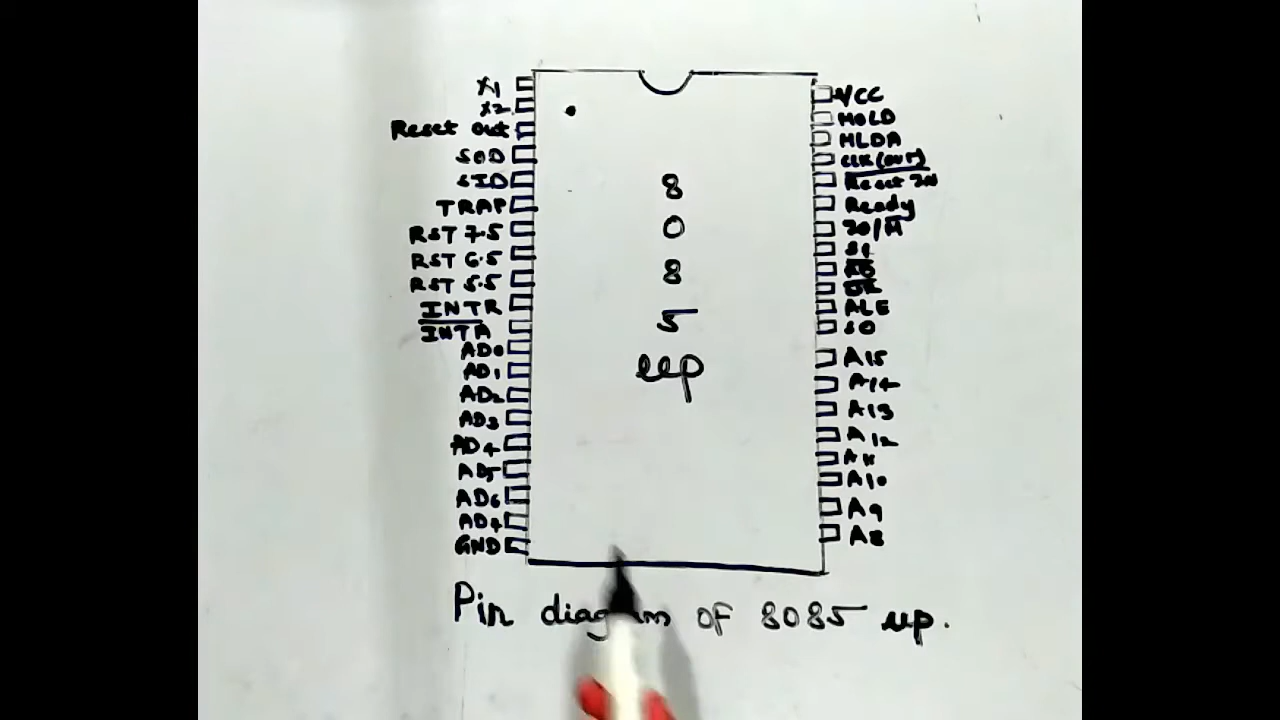 X1
X2
Reset Out
SOD
SID
TRAP
RST 7.5
RST 6.5
RST 5.5
INTR
INTA
AD0
AD1
AD2
AD3
AD4
AD5
AD6
AD7
GND
8
0
8
5
up
VCC
HOLD
HLDA
CLK(OUT)
Reset IN
Ready
IO/M
S1
RD
WR
ALE
S0
A15
A14
A13
A12
A11
A10
A9
A8
Pin diagram of 8085 up.